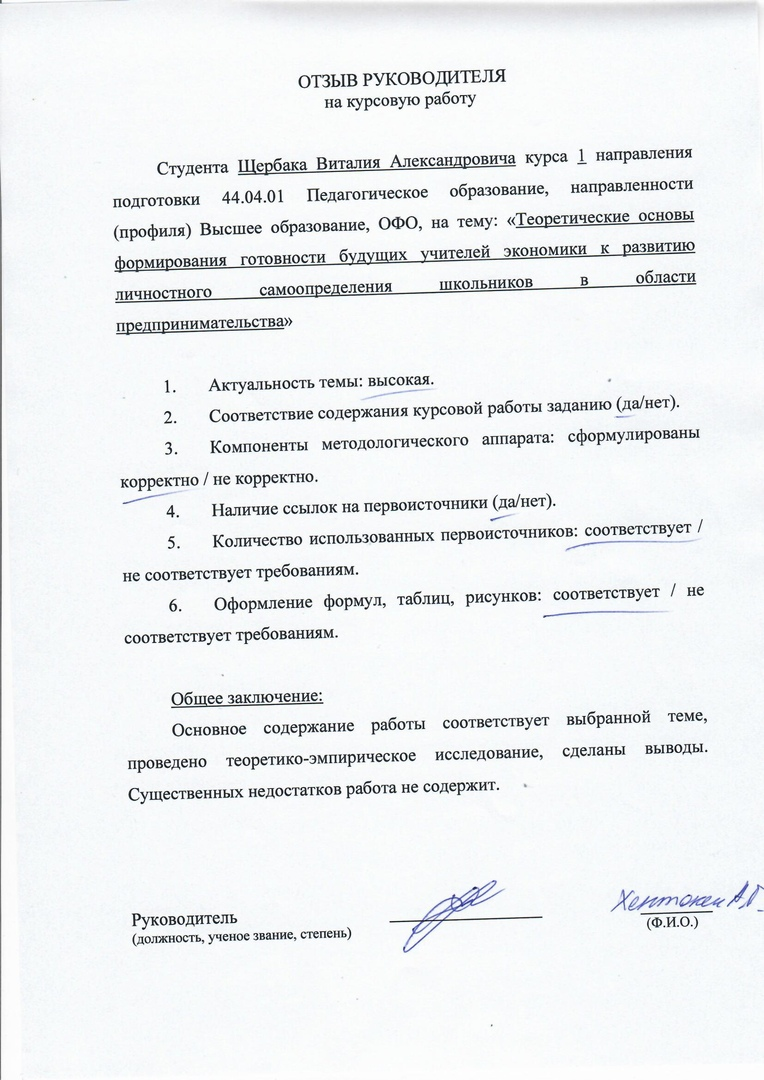 ОТЗЫВ РУКОВОДИТЕЛЯ
на курсовую работу
Студента Щербака Виталия Александровича курса 1 направления
подготовки 44.04.01 Педагогическое образование, направленности
(профиля) Высшее образование, ОФО, на тему: «Теоретические основы
формирования готовности будущих учителей экономики к развитию
личностного самоопределения школьников в области
предпринимательства»
1. Актуальность темы: высокая.
2. Соответствие содержания курсовой работы заданию (да/нет).
3. Компоненты методологического аппарата: сформулированы
корректно / не корректно.
4. Наличие ссылок на первоисточники (да/нет).
5. Количество использованных первоисточников: соответствует /
не соответствует требованиям.
6. Оформление формул, таблиц, рисунков: соответствует / не
соответствует требованиям.
Общее заключение:
Основное содержание работы соответствует выбранной теме,
проведено теоретико-эмпирическое исследование, сделаны выводы.
Существенных недостатков работа не содержит.
Руководитель
(должность, ученое звание, степень)
(Ф.И.О.)